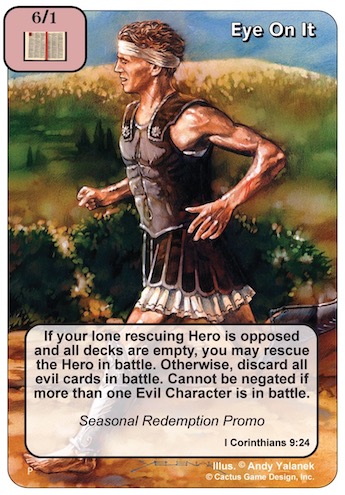 6/1
Eye On It
If your lone rescuing Hero is opposed
and all decks are empty, you may rescue
the Hero in battle. Otherwise, discard all
evil cards in battle. Cannot be negated if
more than one Evil Character is in battle.
Seasonal Redemption Promo
I Corinthians 9:24
P
Illus. © Andy Yalanek
© Cactus Game Design, Inc.